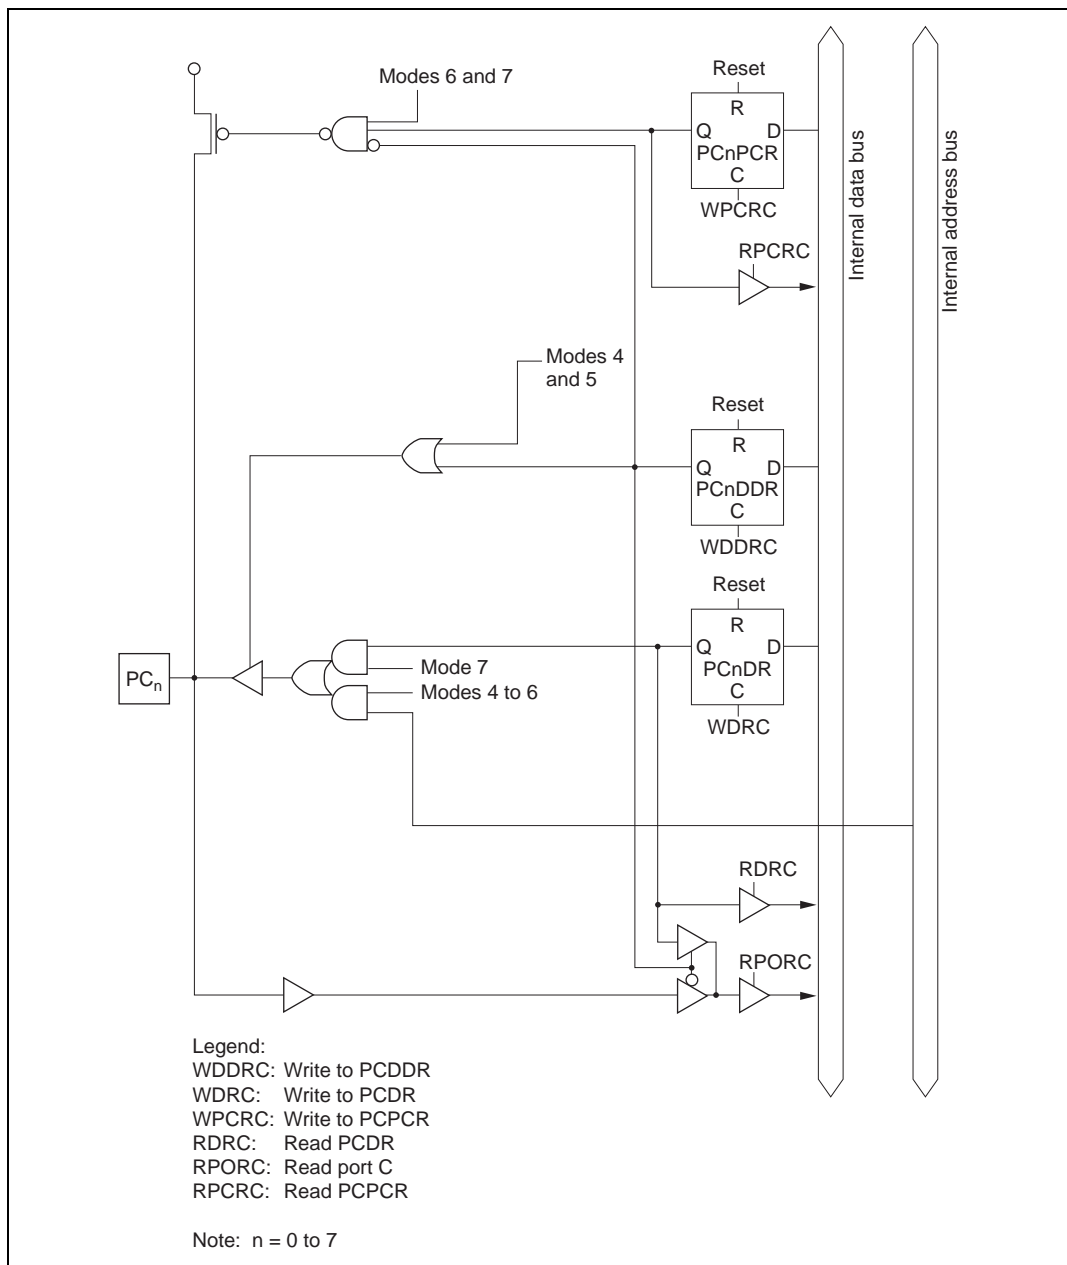 Modes 6 and 7
Reset
R
Q D
PCnPCR
C
WPCRC
RPCRC
Internal data bus
Internal address bus
Modes 4
and 5
Reset
R
Q D
PCnDDR
C
WDDRC
Reset
R
Q D
PCnDR
C
WDRC
PCn
Mode 7
Modes 4 to 6
RDRC
RPORC
Legend:
WDDRC: Write to PCDDR
WDRC: Write to PCDR
WPCRC: Write to PCPCR
RDRC: Read PCDR
RPORC: Read port C
RPCRC: Read PCPCR
Note: n = 0 to 7